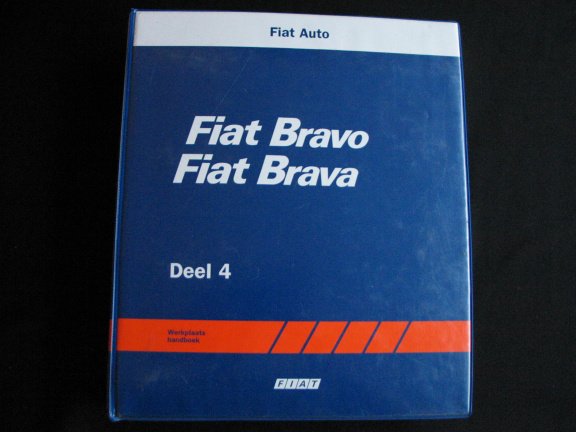 Fiat Auto
Fiat Bravo
Fiat Brava
Deel 4
Werkplaats
handboek
FIAT